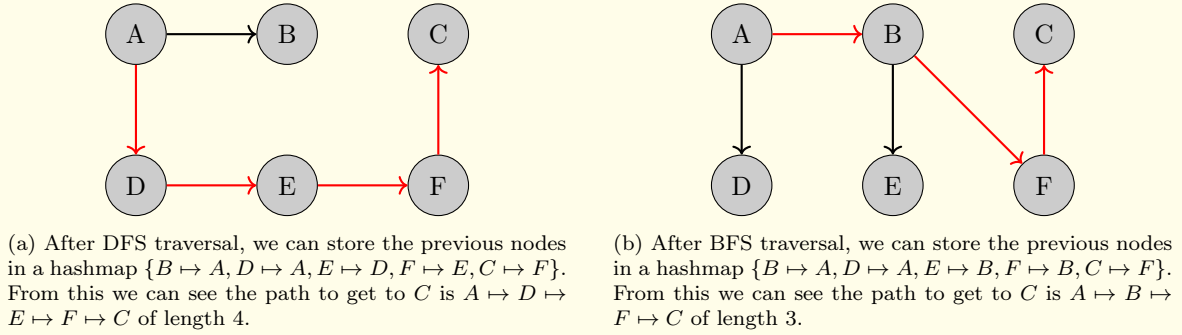 A B C
D E F
(a) After DFS traversal, we can store the previous nodes
in a hashmap {B ↦ A, D ↦ A, E ↦ D, F ↦ E, C ↦ F}.
From this we can see the path to get to C is A ↦ D ↦
E ↦ F ↦ C of length 4.
A B C
D E F
(b) After BFS traversal, we can store the previous nodes
in a hashmap {B ↦ A, D ↦ A, E ↦ B, F ↦ B, C ↦ F}.
From this we can see the path to get to C is A ↦ B ↦
F ↦ C of length 3.